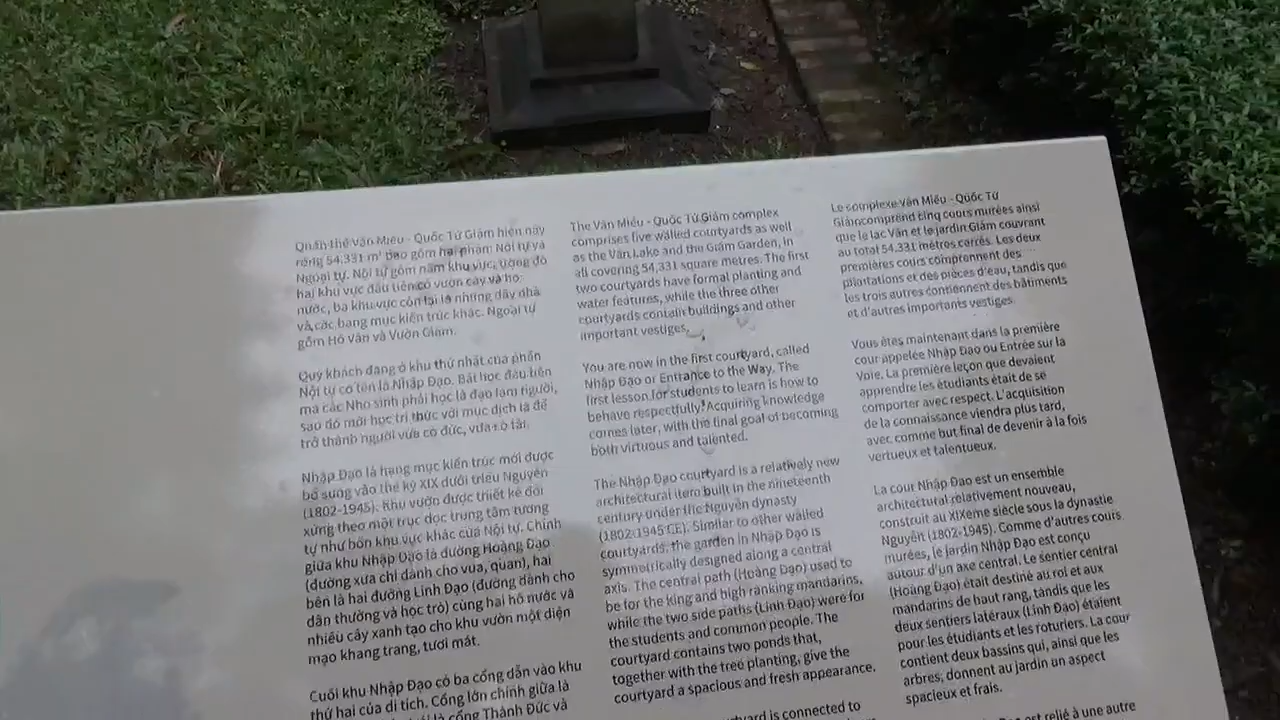 Quần thể Văn Miếu - Quốc Tử Giám hiện nay
rộng 54.331 m² bao gồm hai phần: Nội tự và
Ngoại tự. Nội tự gồm năm khu vực, trong đó
hai khu vực đầu tiên có vườn cây và hồ
nước, ba khu vực còn lại là những dãy nhà
và các hạng mục kiến trúc khác. Ngoại tự
gồm Hồ Văn và Vườn Giám.
Quý khách đang ở khu thứ nhất của phần
Nội tự có tên là Nhập Đạo. Bài học đầu tiên
mà các Nho sinh phải học là đạo làm người,
sao đó mới học tri thức với mục đích là để
trở thành người vừa có đức, vừa có tài.
Nhập Đạo là hạng mục kiến trúc mới được
bổ sung vào thế kỷ XIX dưới triều Nguyễn
(1802-1945). Khu vườn được thiết kế đối
xứng theo một trục dọc trung tâm tương
tự như bốn khu vực khác của Nội tự. Chính
giữa khu Nhập Đạo là đường Hoàng Đạo
(đường xưa chỉ dành cho vua, quan), hai
bên là hai đường Linh Đạo (đường dành cho
dân thường và học trò) cùng hai hồ nước và
nhiều cây xanh tạo cho khu vườn một diện
mạo khang trang, tươi mát.
Cuối khu Nhập Đạo có ba cổng dẫn vào khu
thứ hai của di tích. Cổng lớn chính giữa là
là cổng Thành Đức và
The Văn Miếu - Quốc Tử Giám complex
comprises five walled courtyards as well
as the Văn Lake and the Giám Garden, in
all covering 54,331 square metres. The first
two courtyards have formal planting and
water features, while the three other
courtyards contain buildings and other
important vestiges.
You are now in the first courtyard, called
Nhập Đạo or Entrance to the Way. The
first lesson for students to learn is how to
behave respectfully. Acquiring knowledge
comes later, with the final goal of becoming
both virtuous and talented.
The Nhập Đạo courtyard is a relatively new
architectural item built in the nineteenth
century under the Nguyễn dynasty
(1802-1945 CE). Similar to other walled
courtyards, the garden in Nhập Đạo is
symmetrically designed along a central
axis. The central path (Hoàng Đạo) used to
be for the king and high ranking mandarins,
while the two side paths (Linh Đạo) were for
the students and common people. The
courtyard contains two ponds that,
together with the tree planting, give the
courtyard a spacious and fresh appearance.
is connected to
Le complexe Văn Miếu - Quốc Tử
Giámcomprend cinq cours murées ainsi
que le lac Văn et le jardin Giám couvrant
au total 54.331 mètres carrés. Les deux
premières cours comprennent des
plantations et des pièces d'eau, tandis que
les trois autres contiennent des bâtiments
et d'autres importants vestiges.
Vous êtes maintenant dans la première
cour appelée Nhập Đạo ou Entrée sur la
Voie. La première leçon que devaient
apprendre les étudiants était de se
comporter avec respect. L'acquisition
de la connaissance viendra plus tard,
avec comme but final de devenir à la fois
vertueux et talentueux.
La cour Nhập Đạo est un ensemble
architectural relativement nouveau,
construit au XIXème siècle sous la dynastie
Nguyễn (1802-1945). Comme d'autres cours
murées, le jardin Nhập Đạo est conçu
autour d'un axe central. Le sentier central
(Hoàng Đạo) était destiné au roi et aux
mandarins de haut rang, tandis que les
deux sentiers latéraux (Linh Đạo) étaient
pour les étudiants et les roturiers. La cour
contient deux bassins qui, ainsi que les
arbres, donnent au jardin un aspect
spacieux et frais.
est relié à une autre